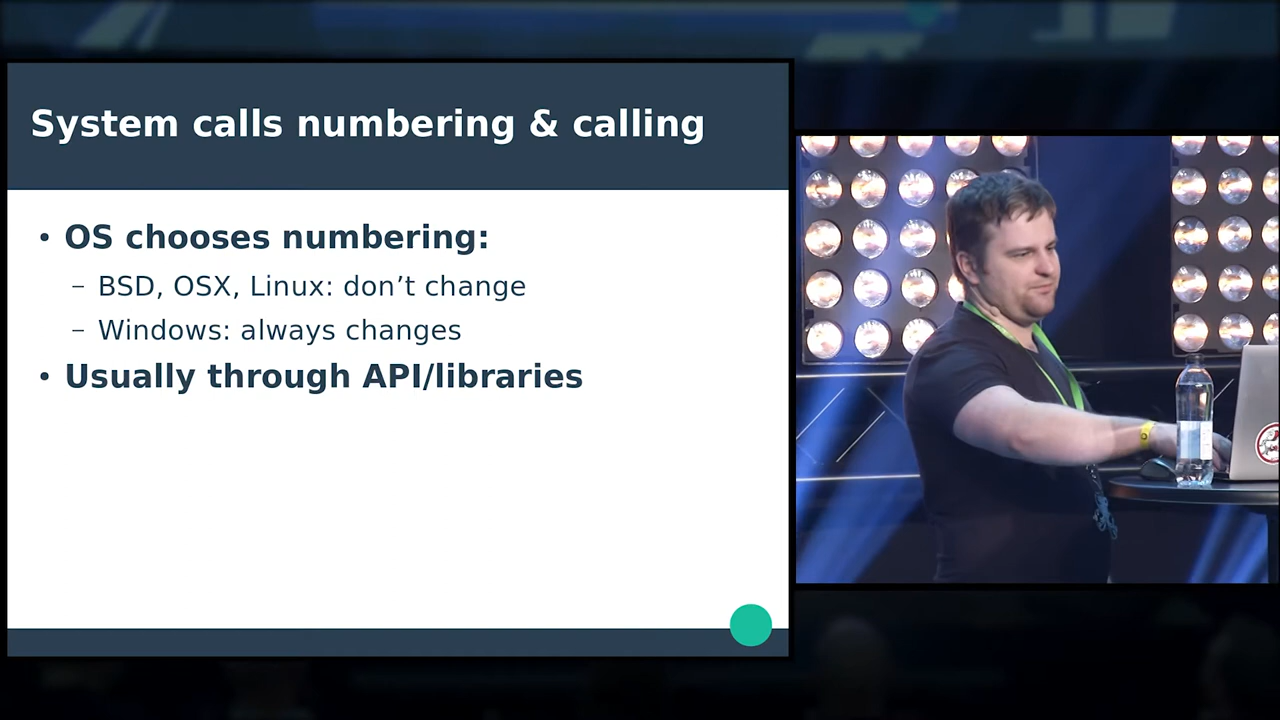 System calls numbering & calling
• OS chooses numbering:
– BSD, OSX, Linux: don’t change
– Windows: always changes
• Usually through API/libraries